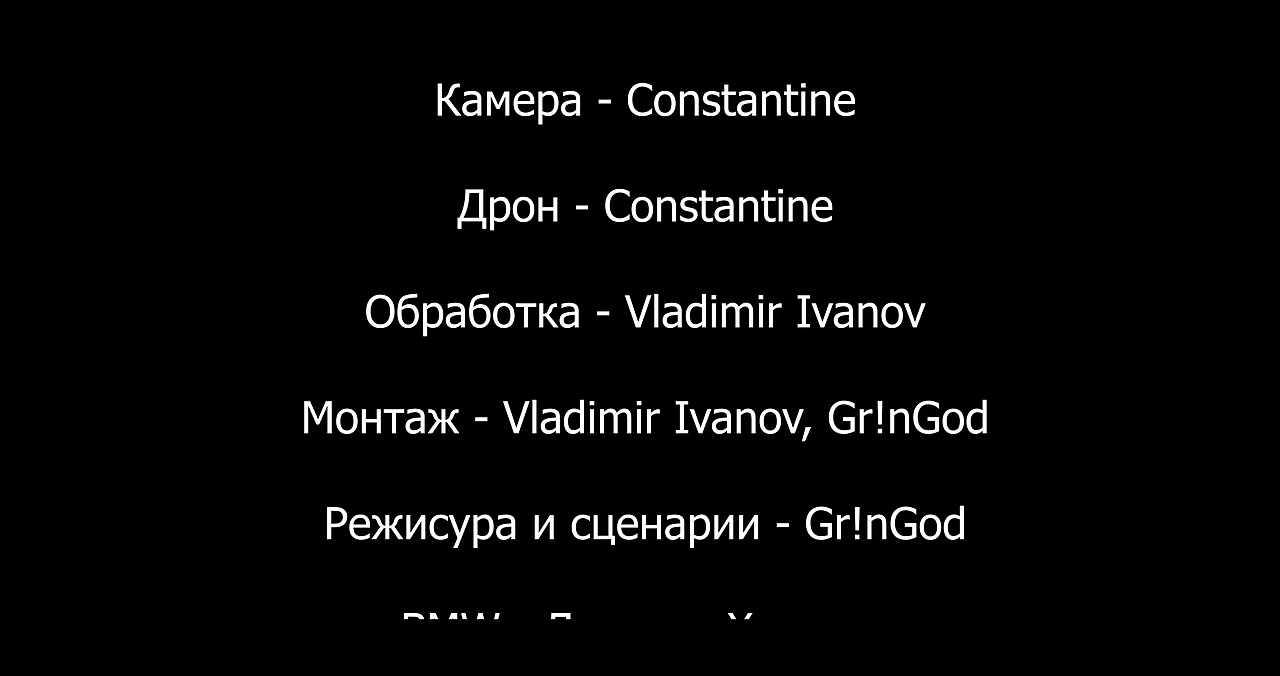 Камера - Constantine
Дрон - Constantine
Обработка - Vladimir Ivanov
Монтаж - Vladimir Ivanov, Gr!nGod
Режисура и сценарии - Gr!nGod